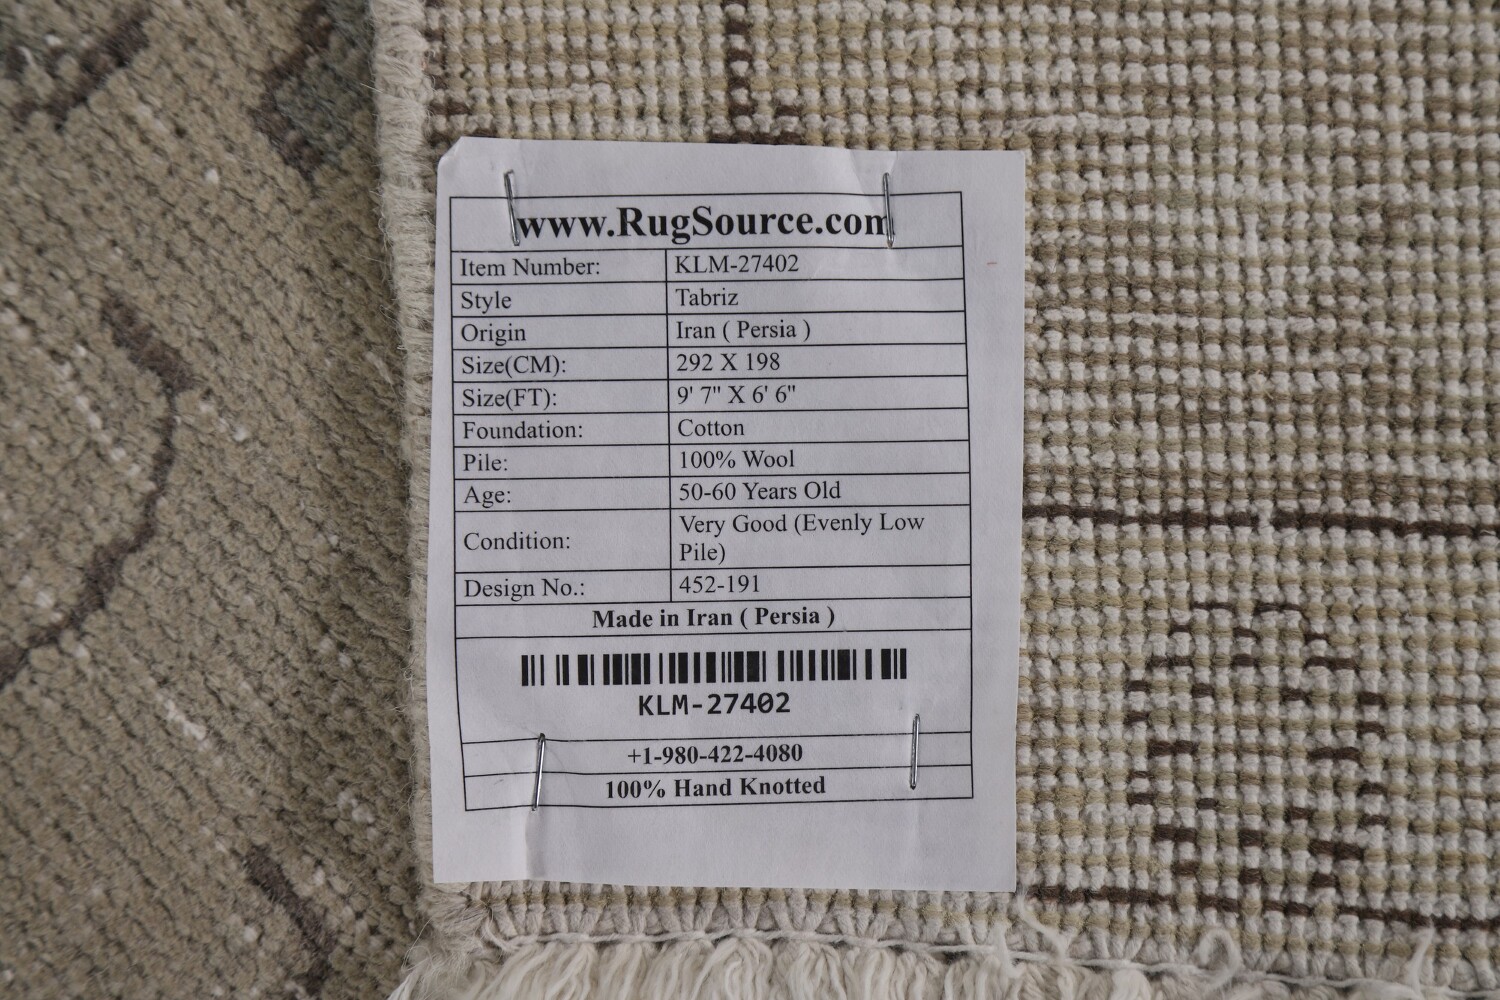 www.RugSource.com
Item Number: KLM-27402
Style Tabriz
Origin Iran ( Persia )
Size(CM): 292 X 198
Size(FT): 9' 7" X 6' 6"
Foundation: Cotton
Pile: 100% Wool
Age: 50-60 Years Old
Condition: Very Good (Evenly Low
Pile)
Design No.: 452-191
Made in Iran ( Persia )
KLM-27402
+1-980-422-4080
100% Hand Knotted